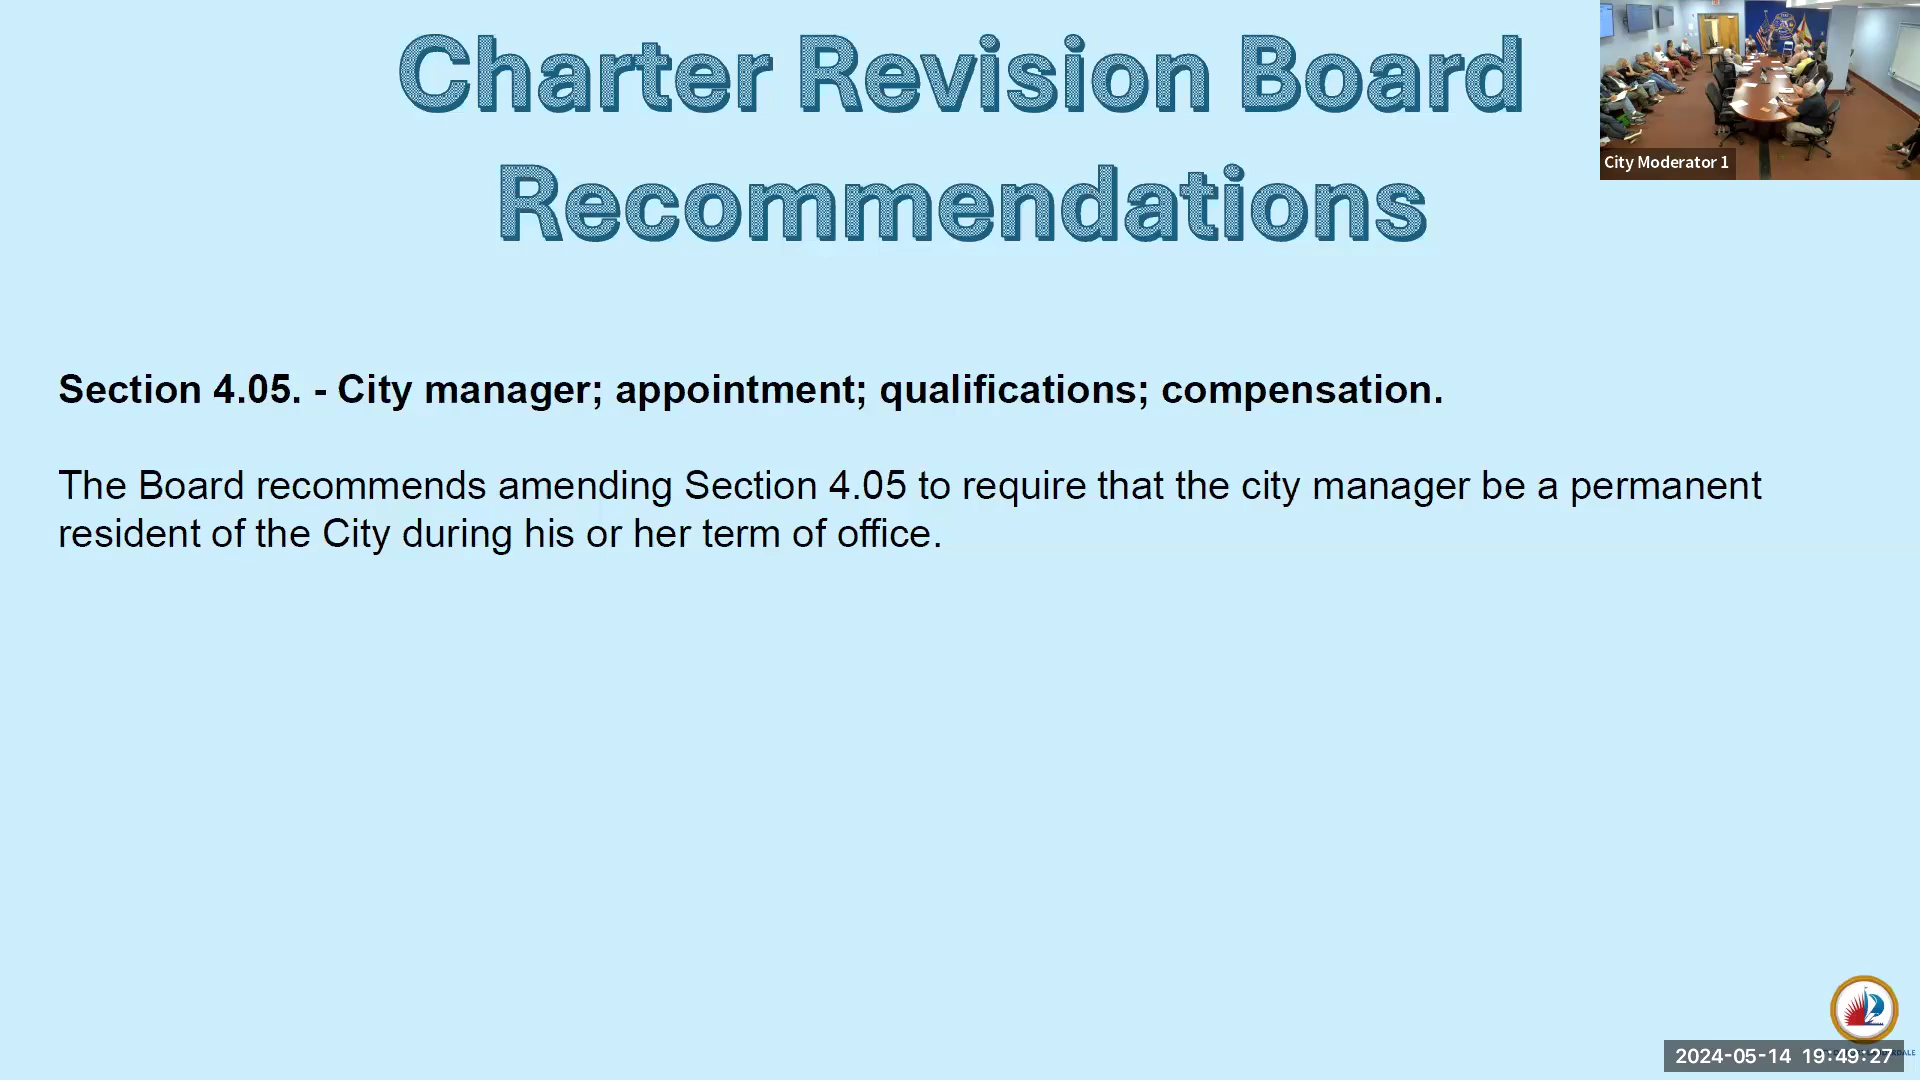 Charter Revision Board
Recommendations
City Moderator 1
Section 4.05. - City manager; appointment; qualifications; compensation.
The Board recommends amending Section 4.05 to require that the city manager be a permanent
resident of the City during his or her term of office.
2024-05-14 19:49:27